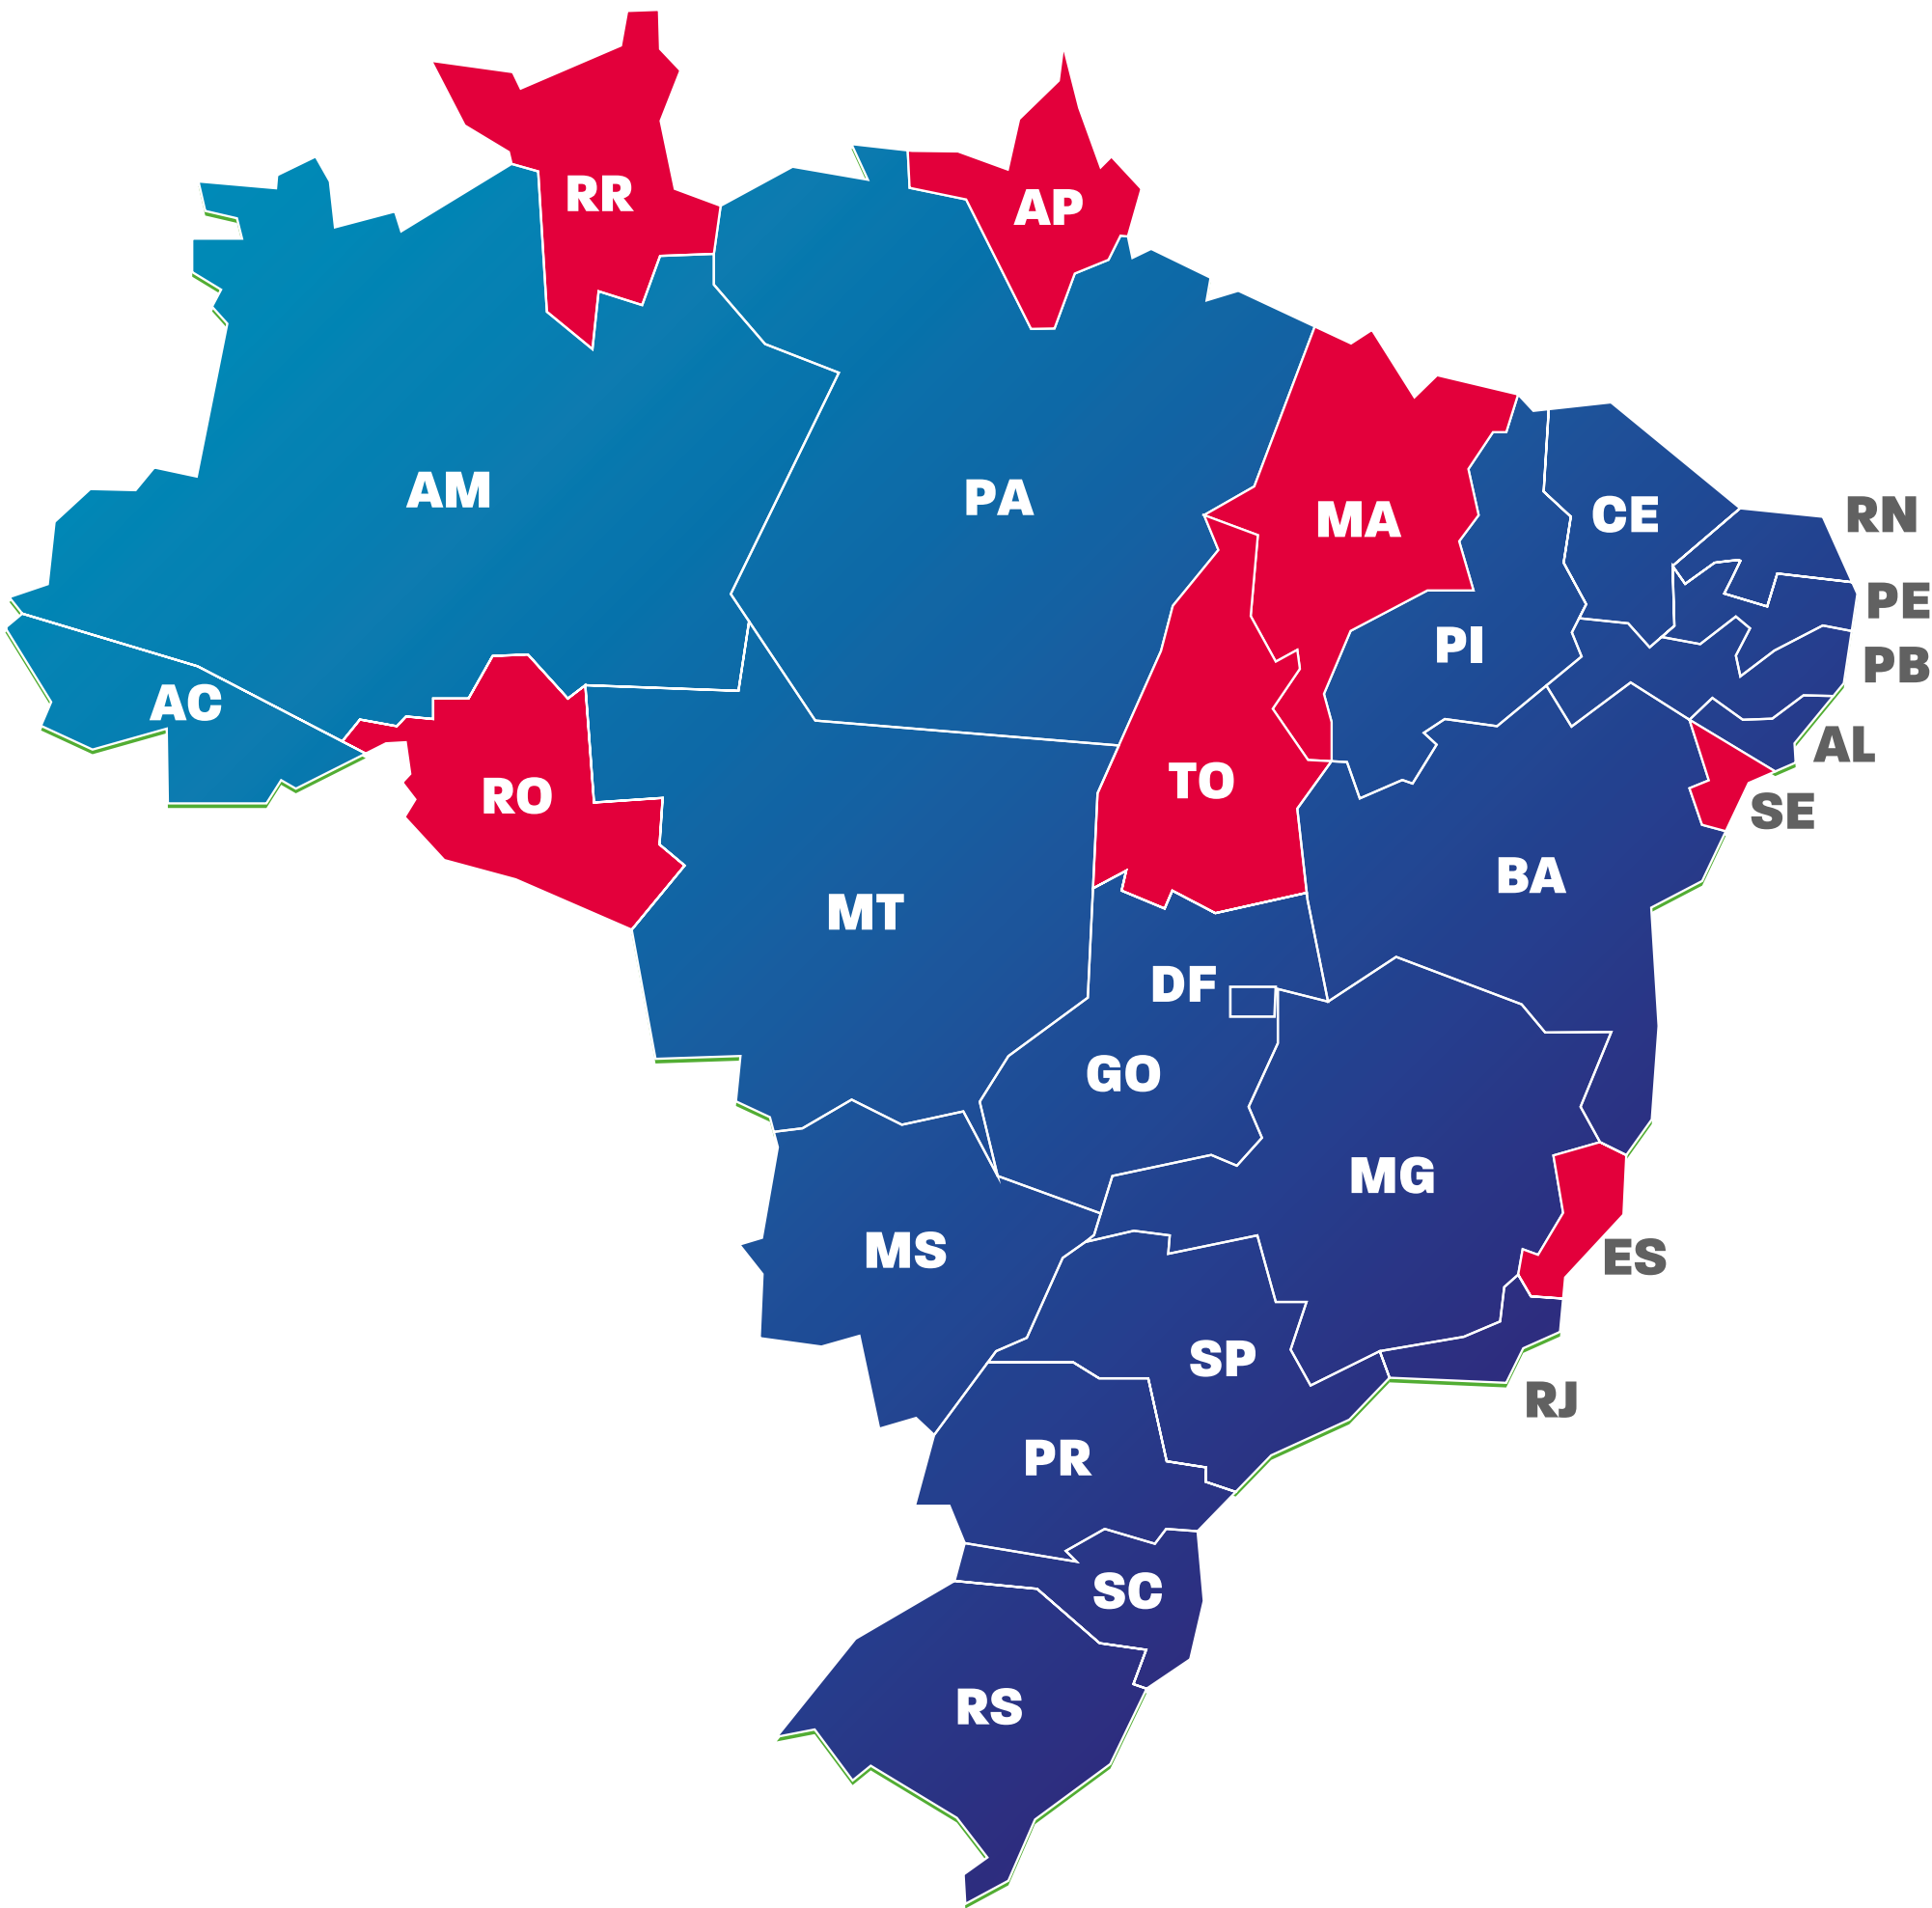 RR
AP
AM
PA
MA
CE
RN
PE
PI
PB
AC
AL
TO
RO
SE
BA
MT
DF
GO
MG
MS
ES
SP
RJ
PR
SC
RS